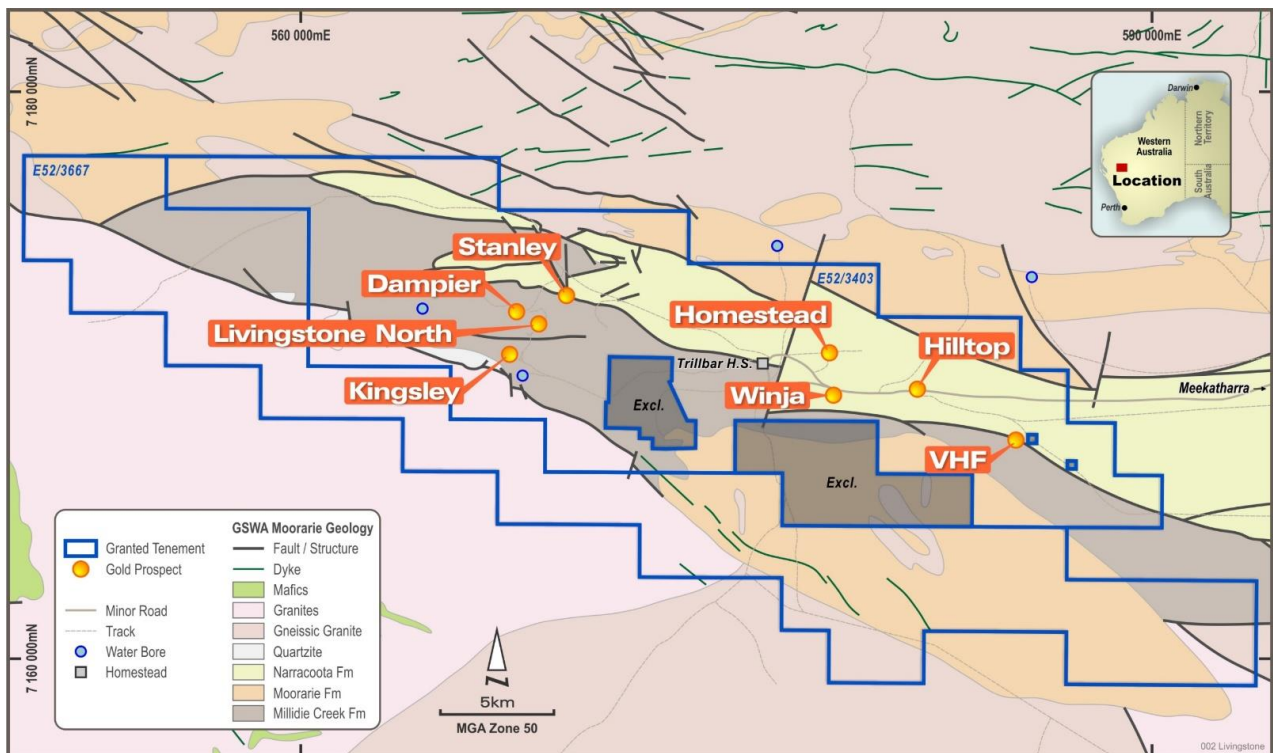 560 000mE
590 000mE
7 180 000mN
Darwin
Western
Australia
Northern
Territory
South
Australia
Location
Perth
E52/3667
Stanley
E52/3403
Dampier
Homestead
Livingstone North
Hilltop
Trillbar H.S.
Kingsley
Winja
Meekatharra
Excl.
VHF
Excl.
7 160 000mN
Granted Tenement
Gold Prospect
Minor Road
Track
Water Bore
Homestead
GSWA Moorarie Geology
Fault / Structure
Dyke
Mafics
Granites
Gneissic Granite
Quartzite
Narracoota Fm
Moorarie Fm
Millidie Creek Fm
N
5km
MGA Zone 50
002 Livingstone